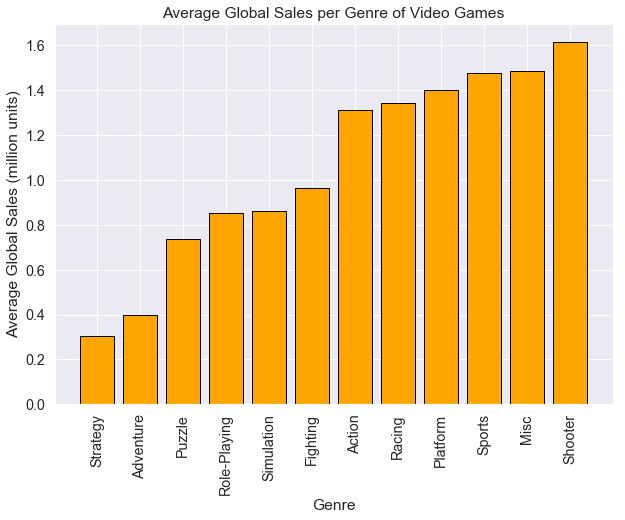 Average Global Sales per Genre of Video Games
Average Global Sales (million units)
1.6
1.4
1.2
1.0
0.8
0.6
0.4
0.2
0.0
Strategy
Adventure
Puzzle
Role-Playing
Simulation
Fighting
Action
Racing
Platform
Sports
Misc
Shooter
Genre